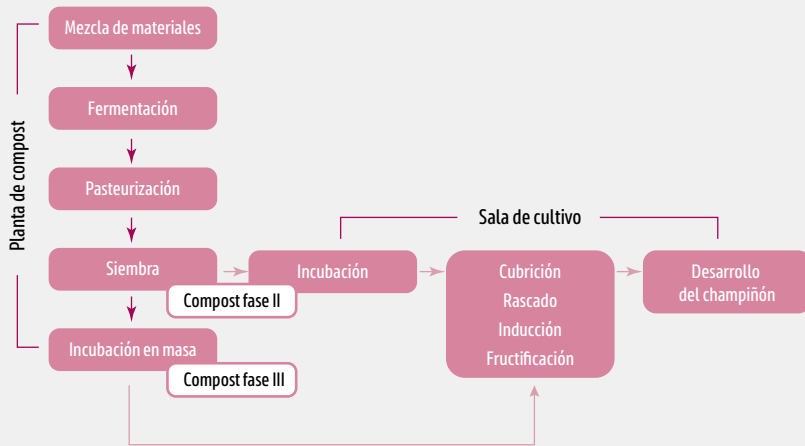 Mezcla de materiales
Fermentación
Pasteurización
Planta de compost
Sala de cultivo
Siembra
Compost fase II
Incubación
Cubrición
Rascado
Inducción
Fructificación
Desarrollo
del champiñón
Incubación en masa
Compost fase III